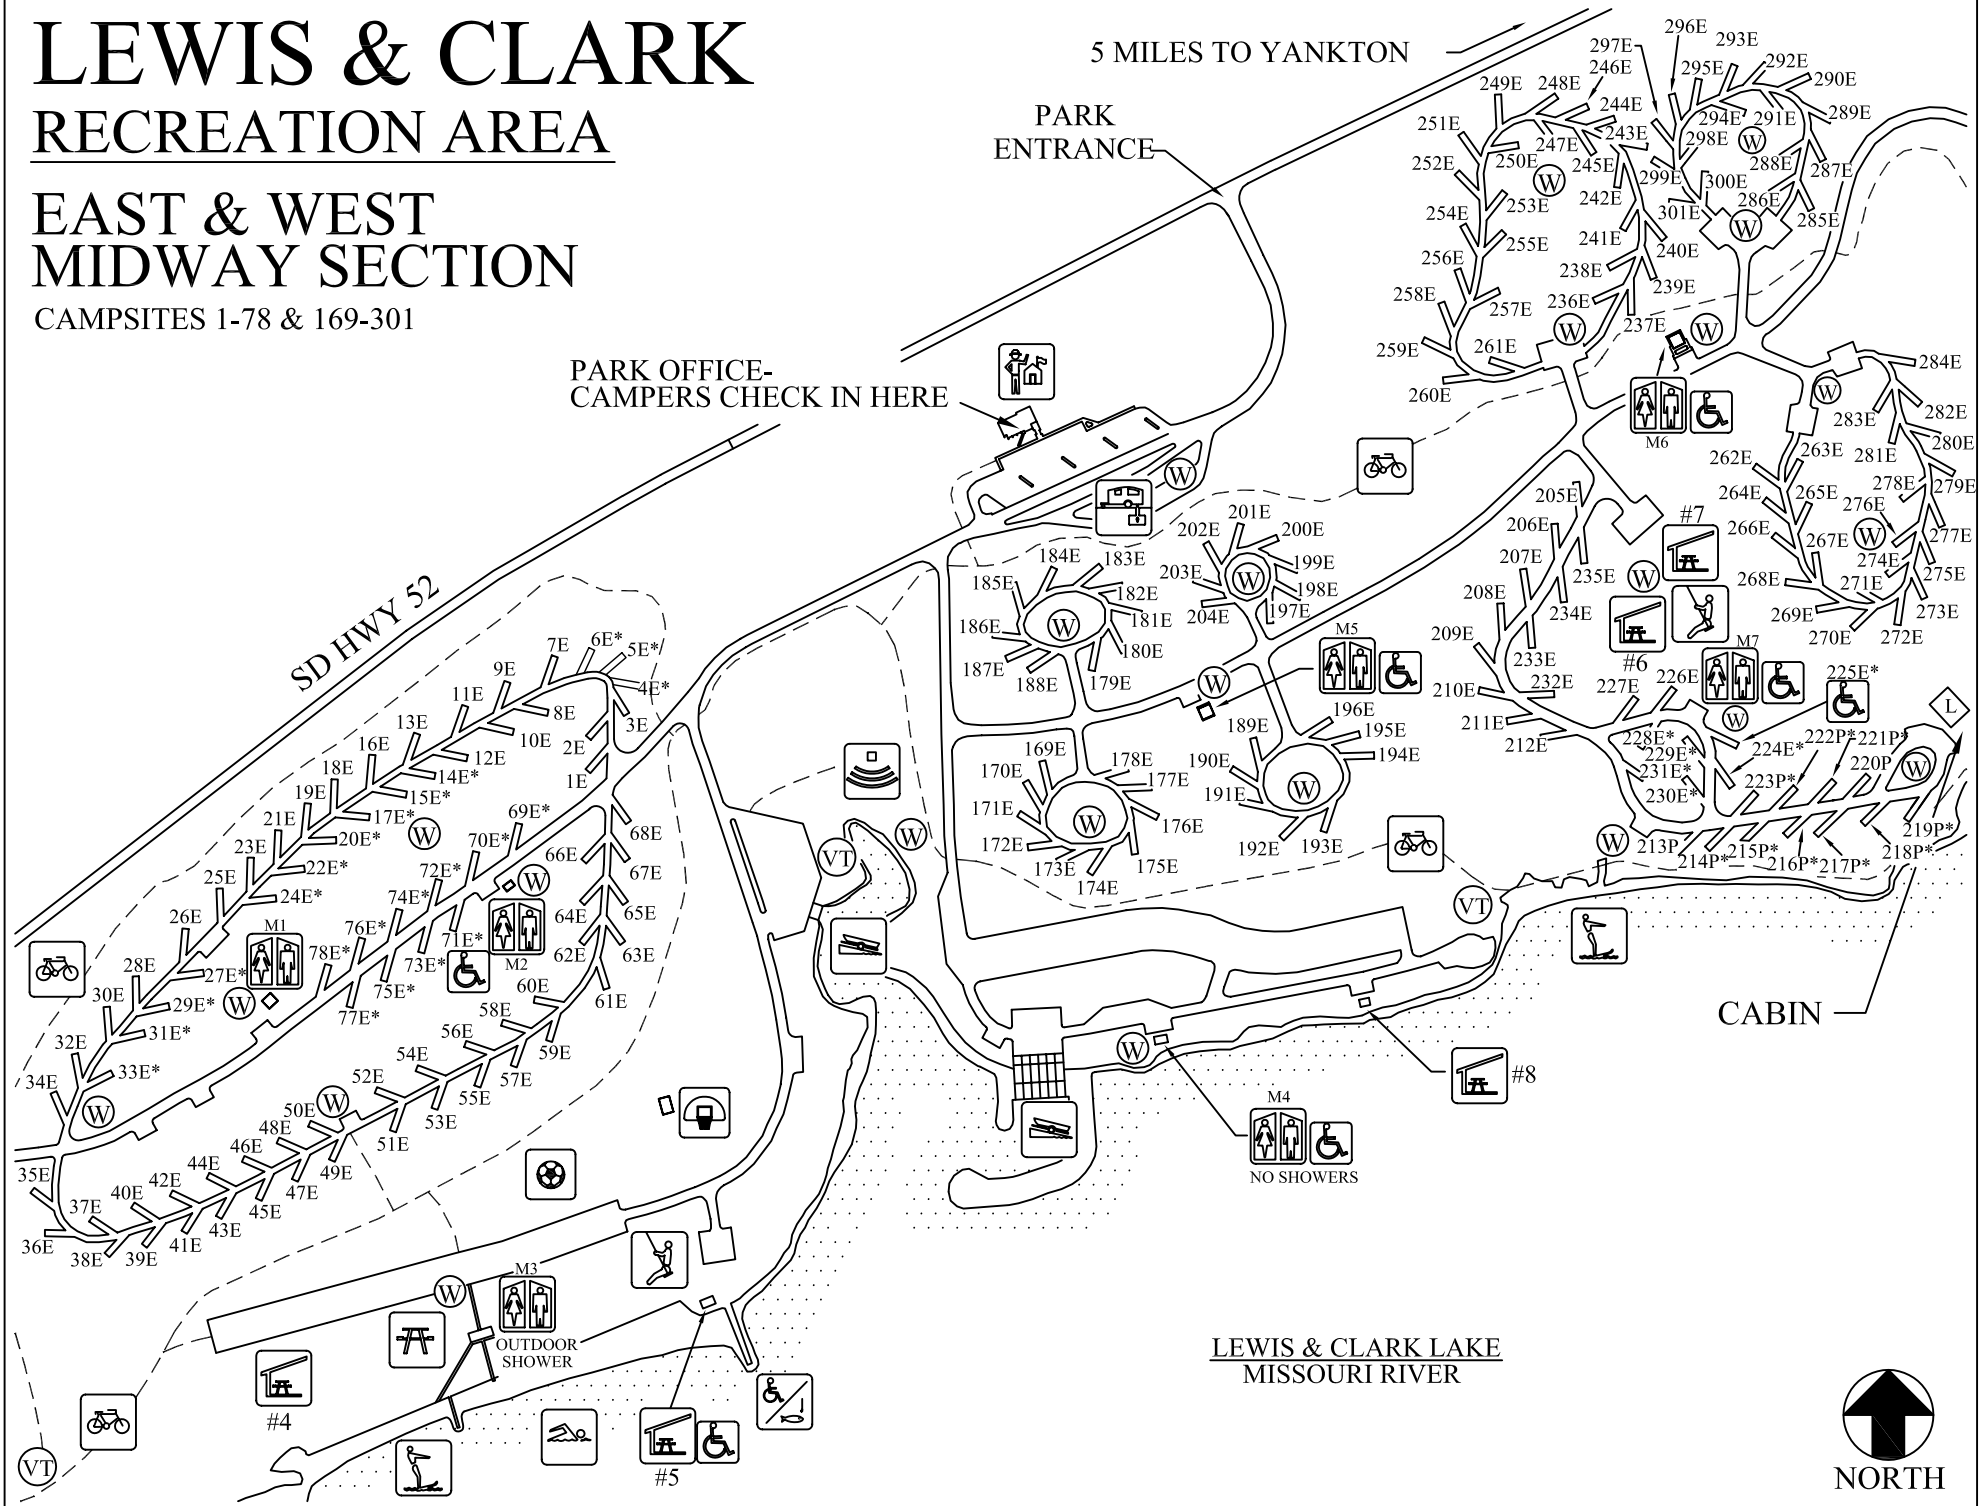 LEWIS & CLARK
RECREATION AREA
EAST & WEST
MIDWAY SECTION
CAMPSITES 1-78 & 169-301
5 MILES TO YANKTON
PARK
ENTRANCE
PARK OFFICE-
CAMPERS CHECK IN HERE
SD HWY 52
296E
297E
293E
246E
295E
292E
290E
249E
248E
244E
289E
251E
243E
294E
291E
W
298E
247E
250E
245E
288E
252E
W
299E
300E
287E
242E
253E
286E
254E
301E
285E
W
255E
241E
240E
256E
238E
239E
258E
257E
236E
237E
W
W
259E
261E
260E
284E
W
283E
282E
M6
280E
281E
262E
263E
279E
278E
264E
265E
276E
266E
267E
W
277E
274E
275E
268E
271E
269E
273E
270E
272E
W
205E
206E
#7
207E
235E
W
208E
234E
209E
#6
233E
M7
225E*
232E
226E
210E
227E
L
211E
W
212E
228E*
229E*
224E*
222P*
221P*
231E*
223P*
220P
W
230E*
219P*
W
213P
214P*
215P*
216P*
217P*
218P*
201E
202E
200E
184E
183E
199E
203E
W
198E
185E
182E
204E
197E
181E
W
186E
180E
187E
188E
179E
M5
W
196E
189E
195E
169E
178E
194E
190E
170E
177E
W
191E
171E
W
176E
192E
193E
172E
173E
175E
174E
7E
6E*
5E*
9E
4E*
11E
8E
3E
13E
10E
2E
16E
12E
18E
14E*
1E
19E
15E*
21E
17E*
W
69E*
23E
20E*
70E*
68E
22E*
66E
25E
72E*
67E
24E*
W
26E
74E*
64E
65E
M1
76E*
71E*
62E
63E
78E*
73E*
M2
28E
27E*
75E*
60E
61E
30E
29E*
W
77E*
58E
31E*
56E
59E
32E
54E
57E
33E*
52E
55E
34E
50E
W
53E
W
48E
51E
46E
49E
44E
47E
35E
42E
45E
40E
43E
37E
41E
36E
38E
39E
VT
W
VT
W
#8
M4
NO SHOWERS
CABIN
M3
W
OUTDOOR
SHOWER
#4
#5
VT
LEWIS & CLARK LAKE
MISSOURI RIVER
NORTH